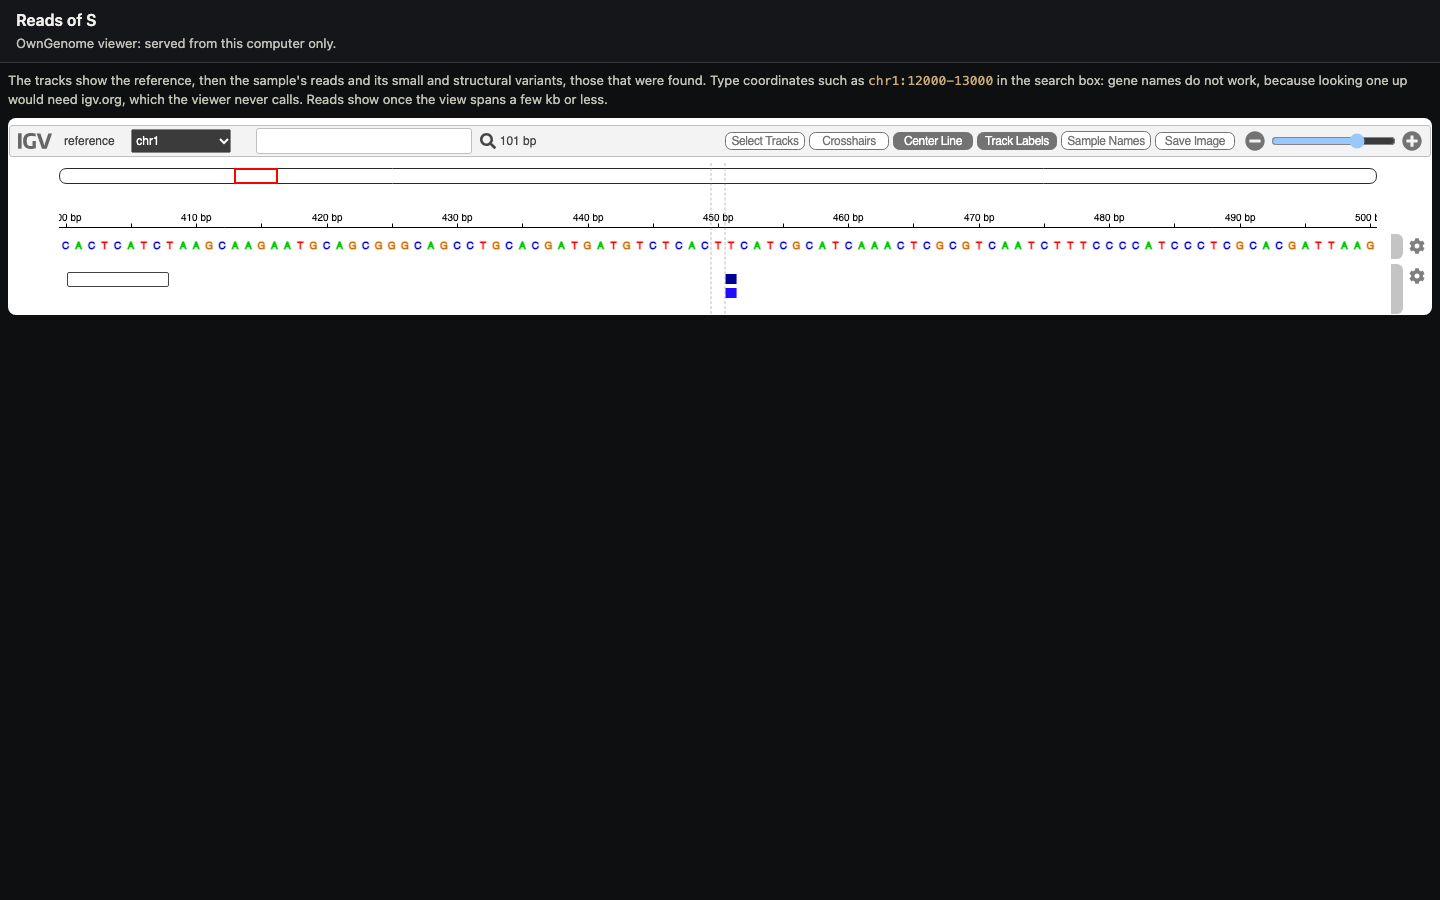 Reads of S
OwnGenome viewer: served from this computer only.
The tracks show the reference, then the sample's reads and its small and structural variants, those that were found. Type coordinates such as chr1:12000-13000 in the search box: gene names do not work, because looking one up
would need igv.org, which the viewer never calls. Reads show once the view spans a few kb or less.
IGV reference chr1 101 bp Select Tracks Crosshairs Center Line Track Labels Sample Names Save Image
00 bp 410 bp 420 bp 430 bp 440 bp 450 bp 460 bp 470 bp 480 bp 490 bp 500 b
C A C T C A T C T A A G C A A G A A T G C A G C G G G C A G C C T G C A C G A T G A T G T C T C A C T T C A T C G C A T C A A A C T C G C G T C A A T C T T T C C C C A T C C C T C G C A C G A T T A A G